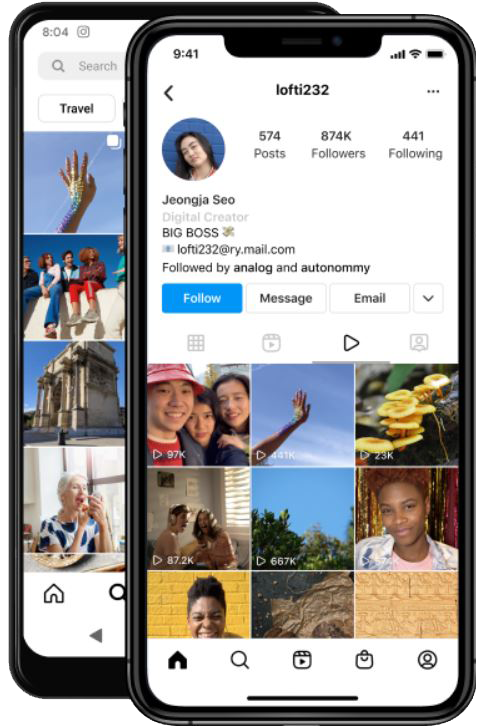 8:04
Search
Travel
9:41
lofti232
574 874K 441
Posts Followers Following
Jeongja Seo
Digital Creator
BIG BOSS
lofti232@ry.mail.com
Followed by analog and autonommy
Follow Message Email
97K 441K 23K
87.2K 667K